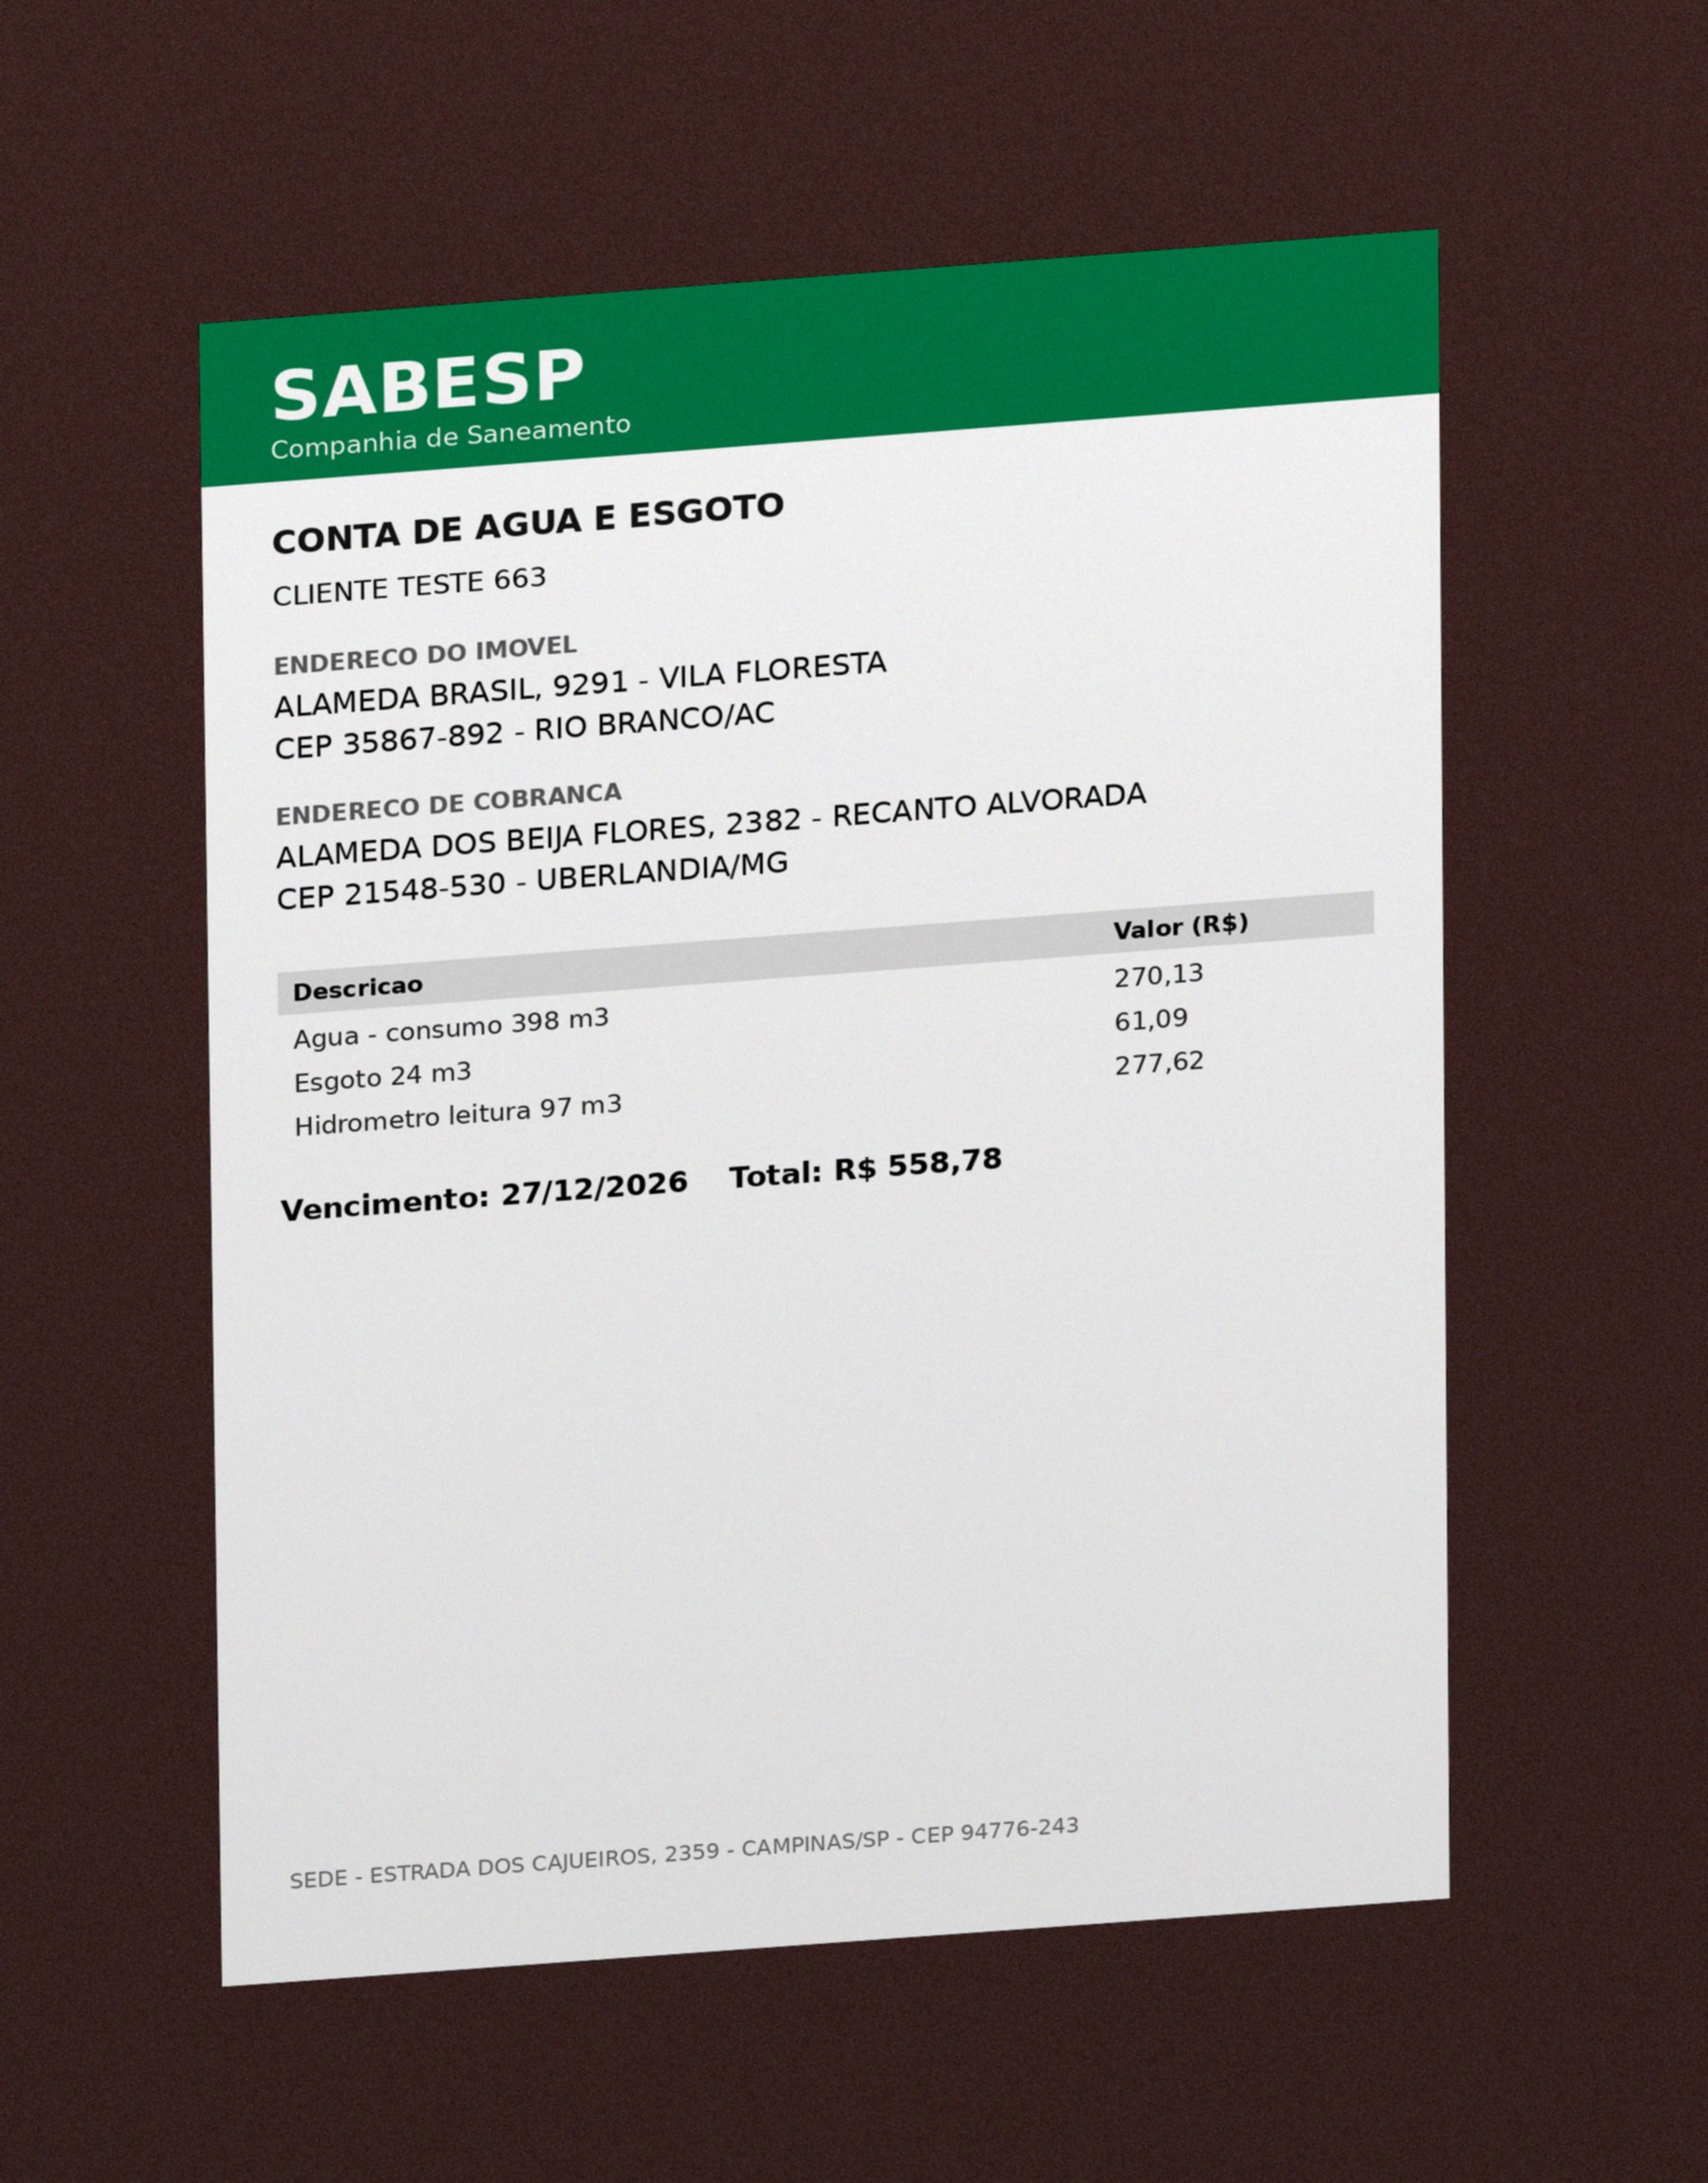 SABESP
Companhia de Saneamento
CONTA DE AGUA E ESGOTO
CLIENTE TESTE 663
ENDERECO DO IMOVEL
ALAMEDA BRASIL, 9291 - VILA FLORESTA
CEP 35867-892 - RIO BRANCO/AC
ENDERECO DE COBRANCA
ALAMEDA DOS BEIJA FLORES, 2382 - RECANTO ALVORADA
CEP 21548-530 - UBERLANDIA/MG
Descricao Valor (R$)
Agua - consumo 398 m3 270,13
Esgoto 24 m3 61,09
Hidrometro leitura 97 m3 277,62
Vencimento: 27/12/2026 Total: R$ 558,78
SEDE - ESTRADA DOS CAJUEIROS, 2359 - CAMPINAS/SP - CEP 94776-243